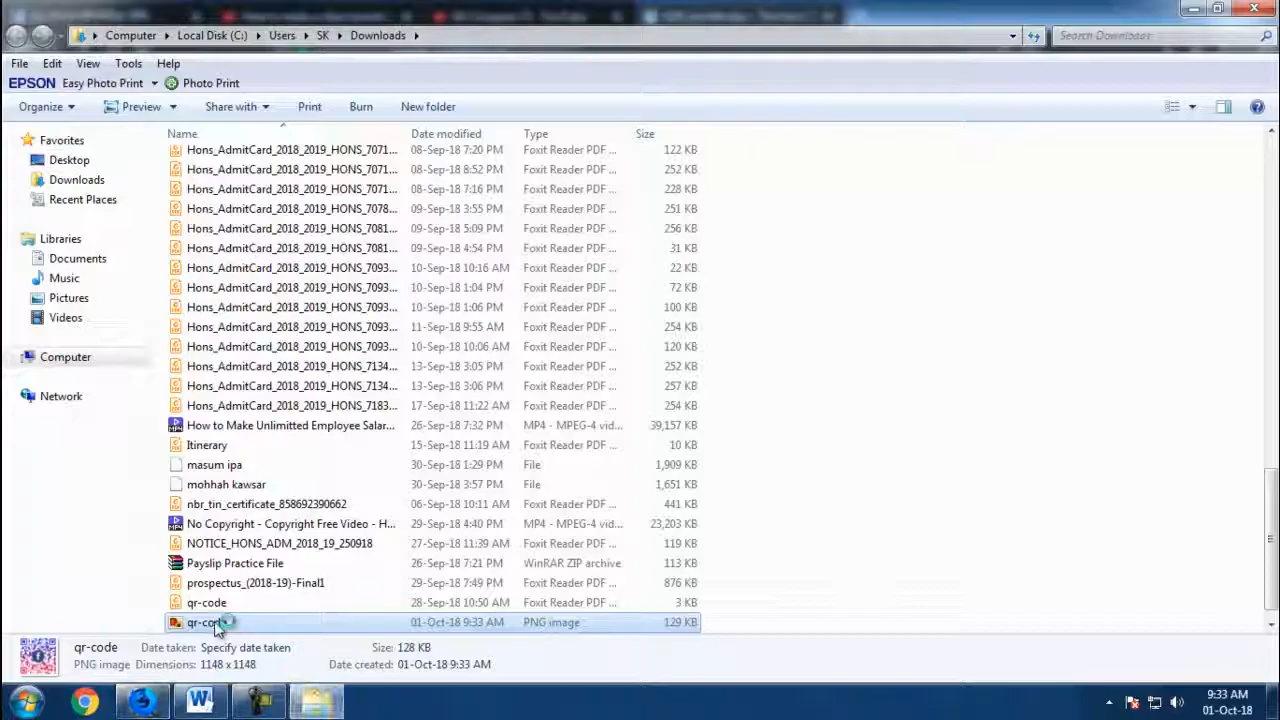 Computer Local Disk (C:) Users SK Downloads Search Downloads
File Edit View Tools Help
EPSON Easy Photo Print Photo Print
Organize Preview Share with Print Burn New folder
Name Date modified Type Size
Favorites
Desktop
Downloads
Recent Places
Libraries
Documents
Music
Pictures
Videos
Computer
Network
Hons_AdmitCard_2018_2019_HONS_7071... 08-Sep-18 7:20 PM Foxit Reader PDF ... 122 KB
Hons_AdmitCard_2018_2019_HONS_7071... 08-Sep-18 8:52 PM Foxit Reader PDF ... 252 KB
Hons_AdmitCard_2018_2019_HONS_7071... 08-Sep-18 7:16 PM Foxit Reader PDF ... 228 KB
Hons_AdmitCard_2018_2019_HONS_7078... 09-Sep-18 3:55 PM Foxit Reader PDF ... 251 KB
Hons_AdmitCard_2018_2019_HONS_7081... 09-Sep-18 5:09 PM Foxit Reader PDF ... 256 KB
Hons_AdmitCard_2018_2019_HONS_7081... 09-Sep-18 4:54 PM Foxit Reader PDF ... 31 KB
Hons_AdmitCard_2018_2019_HONS_7093... 10-Sep-18 10:16 AM Foxit Reader PDF ... 22 KB
Hons_AdmitCard_2018_2019_HONS_7093... 10-Sep-18 1:04 PM Foxit Reader PDF ... 72 KB
Hons_AdmitCard_2018_2019_HONS_7093... 10-Sep-18 1:06 PM Foxit Reader PDF ... 100 KB
Hons_AdmitCard_2018_2019_HONS_7093... 11-Sep-18 9:55 AM Foxit Reader PDF ... 254 KB
Hons_AdmitCard_2018_2019_HONS_7093... 10-Sep-18 10:06 AM Foxit Reader PDF ... 120 KB
Hons_AdmitCard_2018_2019_HONS_7134... 13-Sep-18 3:05 PM Foxit Reader PDF ... 252 KB
Hons_AdmitCard_2018_2019_HONS_7134... 13-Sep-18 3:06 PM Foxit Reader PDF ... 257 KB
Hons_AdmitCard_2018_2019_HONS_7183... 17-Sep-18 11:22 AM Foxit Reader PDF ... 254 KB
How to Make Unlimitted Employee Salar... 26-Sep-18 7:32 PM MP4 - MPEG-4 vid... 39,157 KB
Itinerary 15-Sep-18 11:19 AM Foxit Reader PDF ... 10 KB
masum ipa 30-Sep-18 1:29 PM File 1,909 KB
mohhah kawsar 30-Sep-18 3:57 PM File 1,651 KB
nbr_tin_certificate_858692390662 06-Sep-18 10:11 AM Foxit Reader PDF ... 441 KB
No Copyright - Copyright Free Video - H... 29-Sep-18 4:40 PM MP4 - MPEG-4 vid... 23,203 KB
NOTICE_HONS_ADM_2018_19_250918 27-Sep-18 11:39 AM Foxit Reader PDF ... 119 KB
Payslip Practice File 26-Sep-18 7:21 PM WinRAR ZIP archive 113 KB
prospectus_(2018-19)-Final1 29-Sep-18 7:49 PM Foxit Reader PDF ... 876 KB
qr-code 28-Sep-18 10:50 AM Foxit Reader PDF ... 3 KB
qr-code 01-Oct-18 9:33 AM PNG image 129 KB
qr-code Date taken: Specify date taken Size: 128 KB
PNG image Dimensions: 1148 x 1148 Date created: 01-Oct-18 9:33 AM
9:33 AM
01-Oct-18